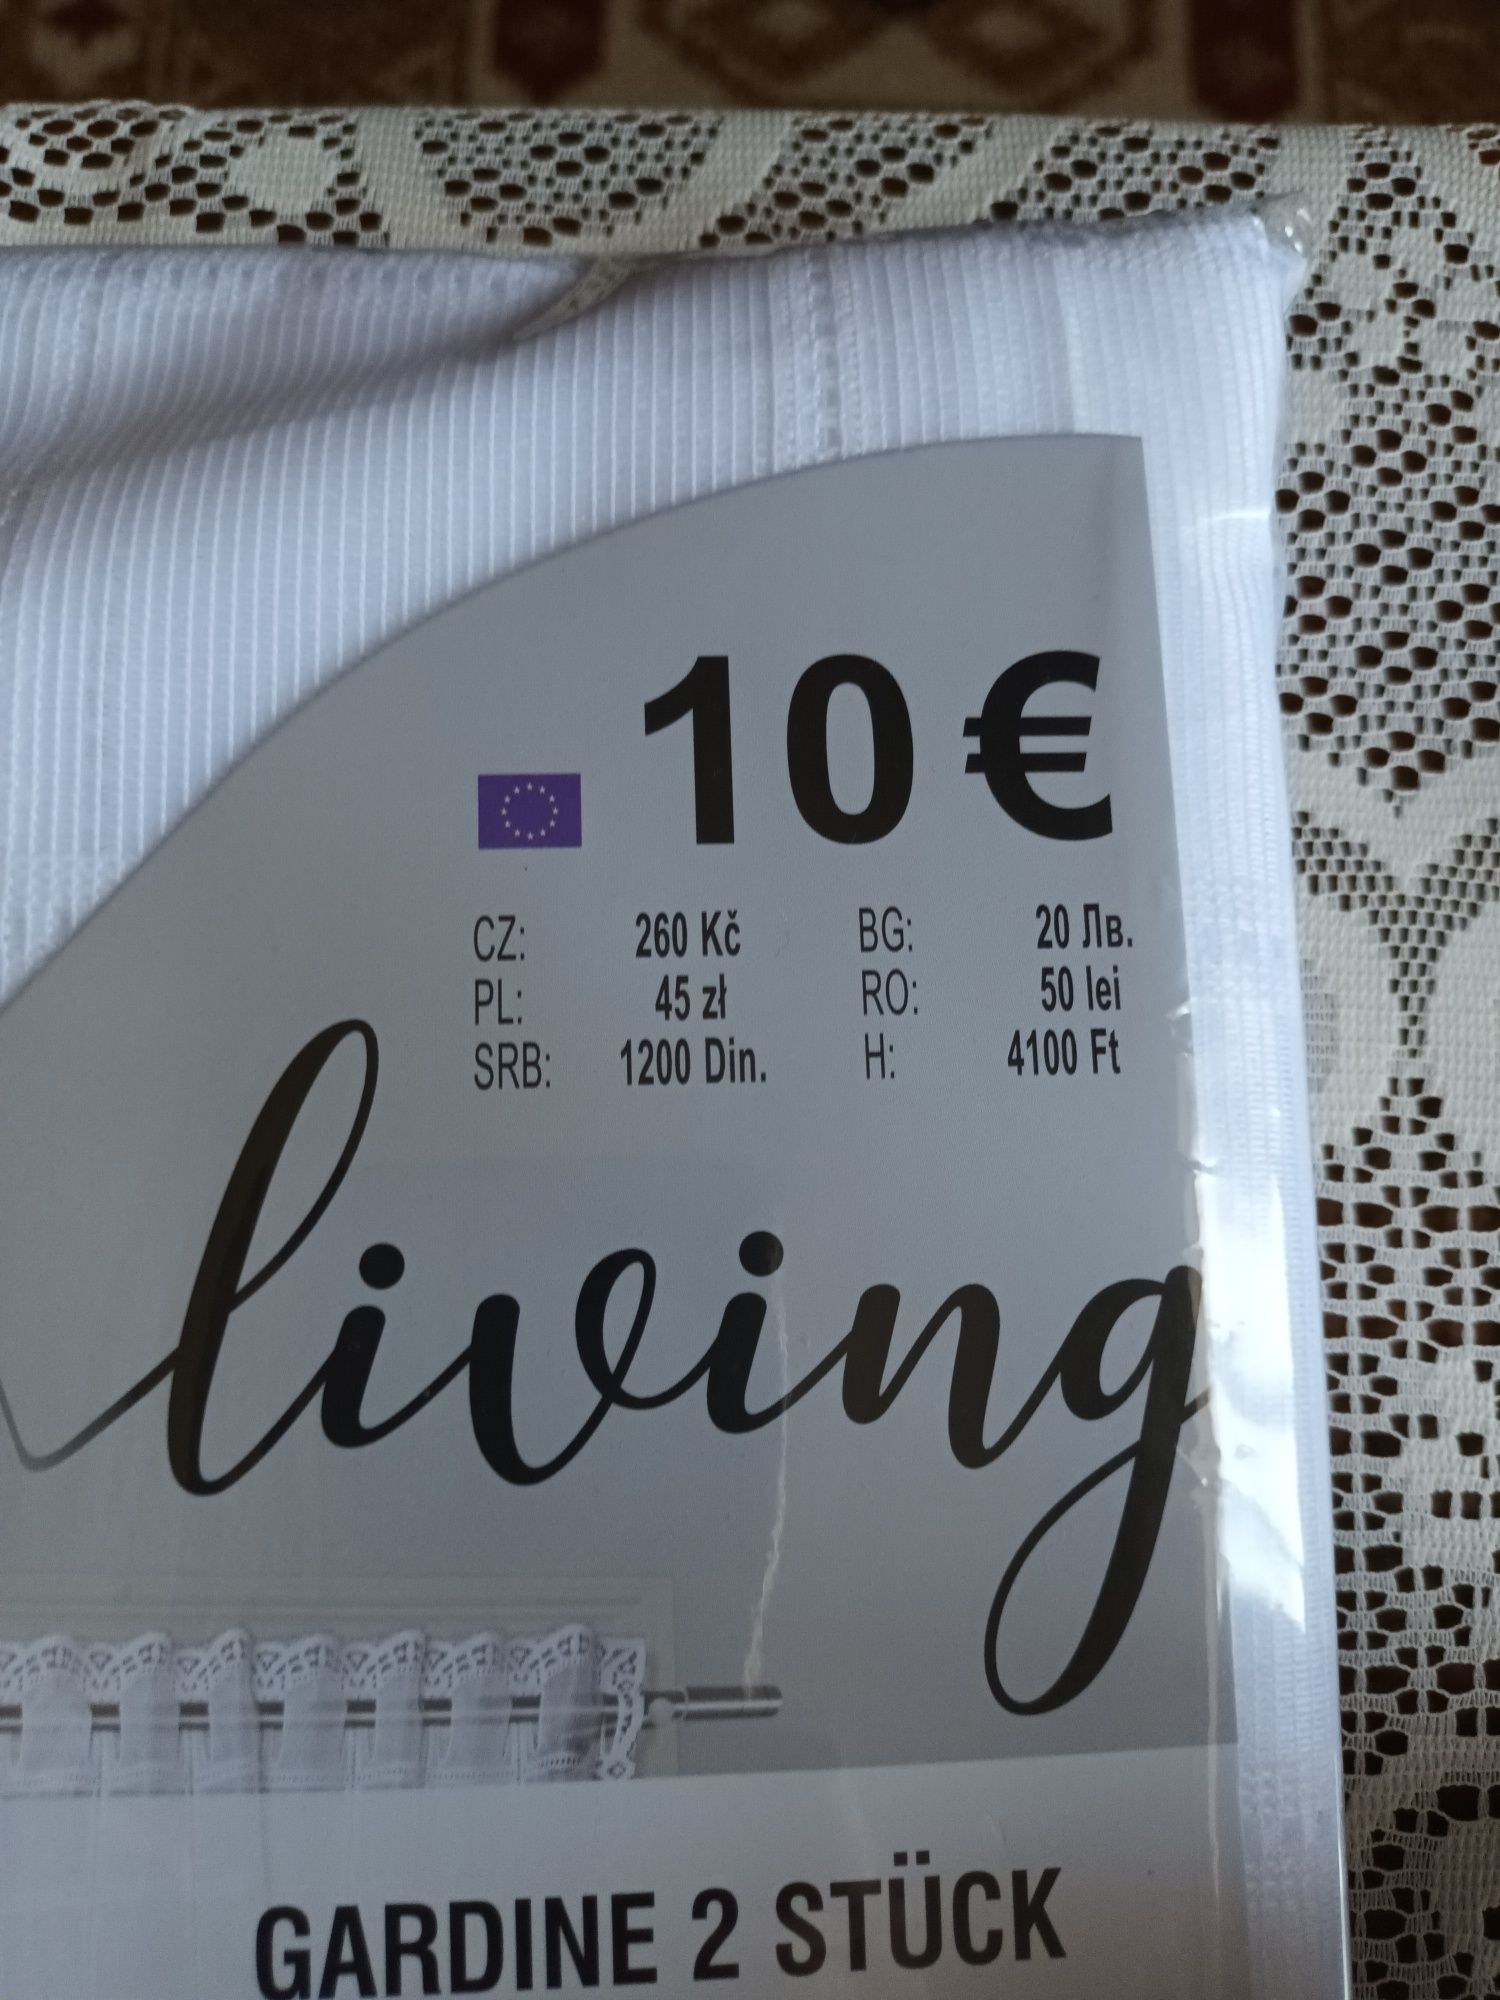 10 €
CZ: 260 Kč BG: 20 Лв.
PL: 45 zł RO: 50 lei
SRB: 1200 Din. H: 4100 Ft
living
GARDINE 2 STÜCK